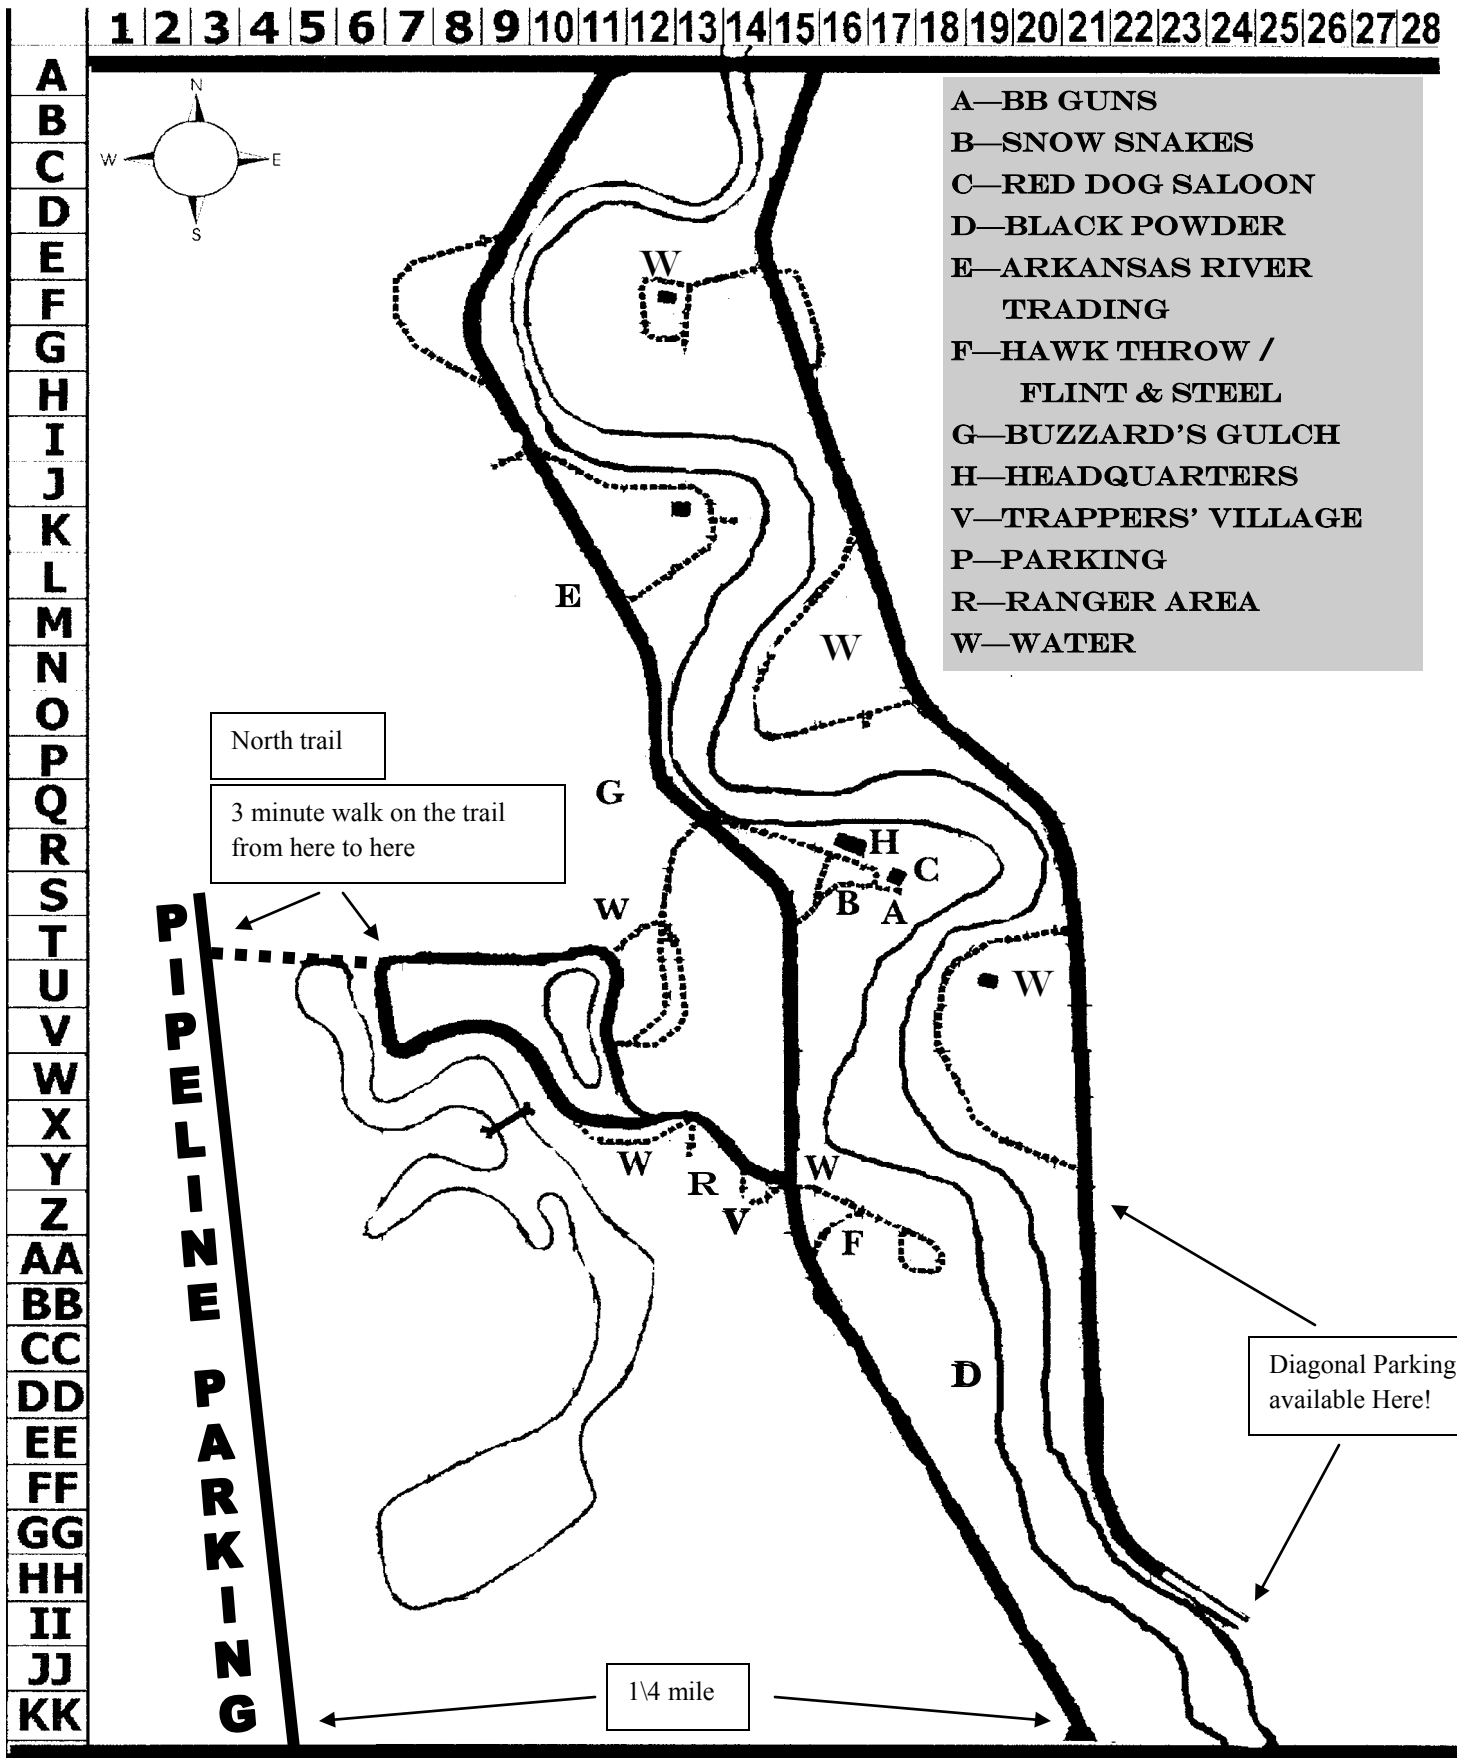 1 2 3 4 5 6 7 8 9 10 11 12 13 14 15 16 17 18 19 20 21 22 23 24 25 26 27 28
A
B
C
D
E
F
G
H
I
J
K
L
M
N
O
P
Q
R
S
T
U
V
W
X
Y
Z
AA
BB
CC
DD
EE
FF
GG
HH
II
JJ
KK
N
W E
S
A—BB GUNS
B—SNOW SNAKES
C—RED DOG SALOON
D—BLACK POWDER
E—ARKANSAS RIVER
TRADING
F—HAWK THROW /
FLINT & STEEL
G—BUZZARD'S GULCH
H—HEADQUARTERS
V—TRAPPERS' VILLAGE
P—PARKING
R—RANGER AREA
W—WATER
W
E
W
North trail
3 minute walk on the trail
from here to here
G
H
C
B
A
W
W
PIPELINE PARKING
W
R
W
V
F
D
Diagonal Parking
available Here!
1\4 mile